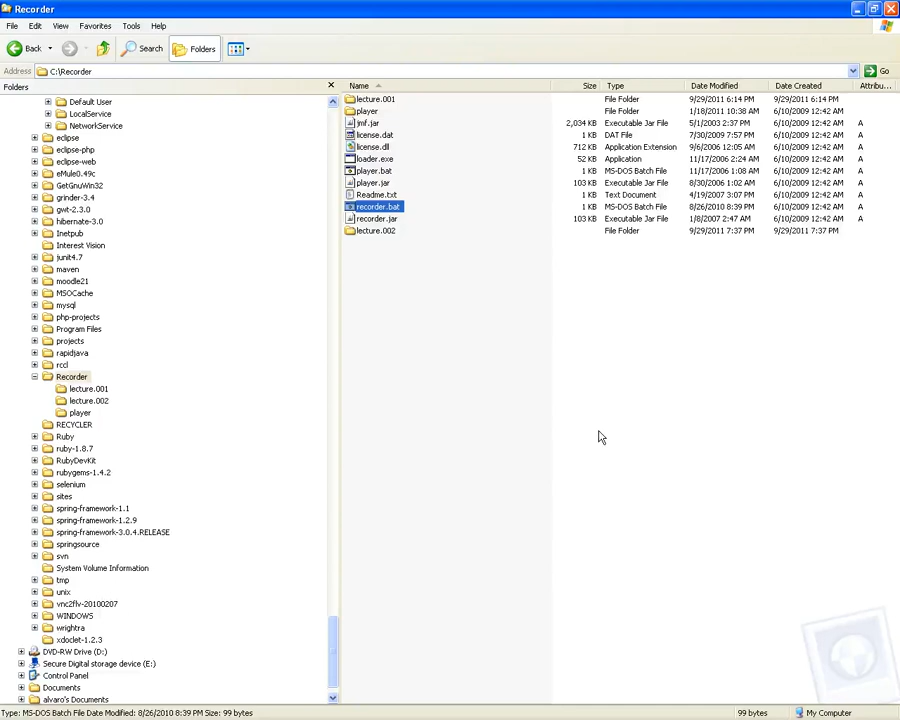 Recorder
File Edit View Favorites Tools Help
Back Search Folders
Address C:\Recorder Go
Folders
Default User
LocalService
NetworkService
eclipse
eclipse-php
eclipse-web
eMule0.49c
GetGnuWin32
grinder-3.4
gwt-2.3.0
hibernate-3.0
Inetpub
Interest Vision
junit4.7
maven
moodle21
MSOCache
mysql
php-projects
Program Files
projects
rapidjava
rccl
Recorder
lecture.001
lecture.002
player
RECYCLER
Ruby
ruby-1.8.7
RubyDevKit
rubygems-1.4.2
selenium
sites
spring-framework-1.1
spring-framework-1.2.9
spring-framework-3.0.4.RELEASE
springsource
svn
System Volume Information
tmp
unix
vnc2flv-20100207
WINDOWS
wrightra
xdoclet-1.2.3
DVD-RW Drive (D:)
Secure Digital storage device (E:)
Control Panel
Documents
alvaro's Documents
Name Size Type Date Modified Date Created Attribu...
lecture.001 File Folder 9/29/2011 6:14 PM 9/29/2011 6:14 PM
player File Folder 1/18/2011 10:38 AM 6/10/2009 12:42 AM
jmf.jar 2,034 KB Executable Jar File 5/1/2003 2:37 PM 6/10/2009 12:42 AM A
license.dat 1 KB DAT File 7/30/2009 7:57 PM 6/10/2009 12:42 AM A
license.dll 712 KB Application Extension 9/6/2006 12:05 AM 6/10/2009 12:42 AM A
loader.exe 52 KB Application 11/17/2006 2:24 AM 6/10/2009 12:42 AM A
player.bat 1 KB MS-DOS Batch File 11/17/2006 1:08 AM 6/10/2009 12:42 AM A
player.jar 103 KB Executable Jar File 8/30/2006 1:02 AM 6/10/2009 12:42 AM A
Readme.txt 1 KB Text Document 4/19/2007 3:07 PM 6/10/2009 12:42 AM A
recorder.bat 1 KB MS-DOS Batch File 8/26/2010 8:39 PM 6/10/2009 12:42 AM A
recorder.jar 103 KB Executable Jar File 1/8/2007 2:47 AM 6/10/2009 12:42 AM A
lecture.002 File Folder 9/29/2011 7:37 PM 9/29/2011 7:37 PM
Type: MS-DOS Batch File Date Modified: 8/26/2010 8:39 PM Size: 99 bytes 99 bytes My Computer